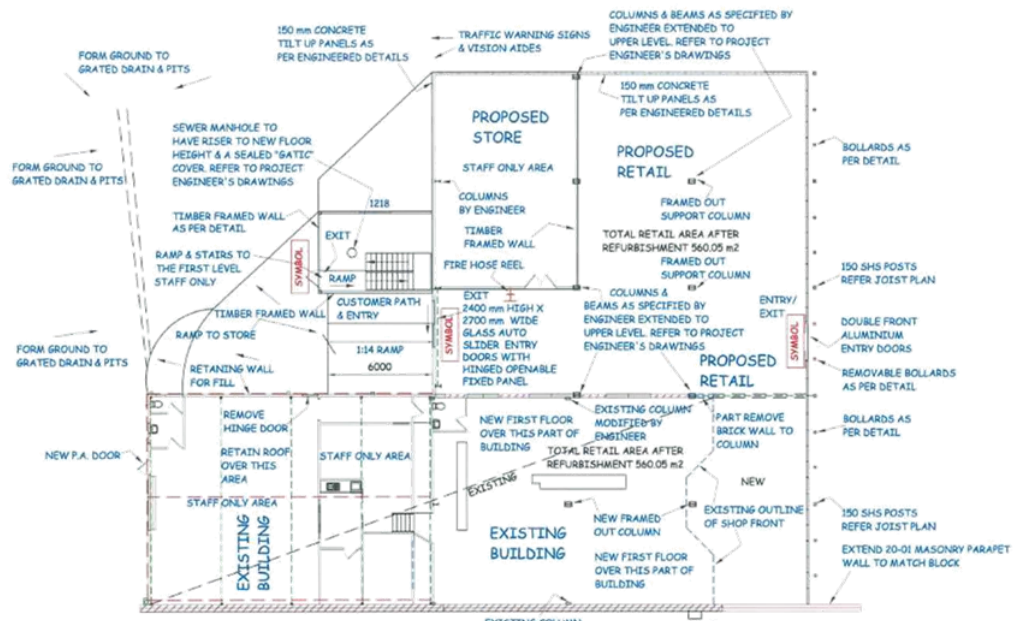 FORM GROUND TO
GRATED DRAIN & PITS
150 mm CONCRETE
TILT UP PANELS AS
PER ENGINEERED DETAILS
TRAFFIC WARNING SIGNS
& VISION AIDES
COLUMNS & BEAMS AS SPECIFIED BY
ENGINEER EXTENDED TO
UPPER LEVEL. REFER TO PROJECT
ENGINEER'S DRAWINGS
150 mm CONCRETE
TILT UP PANELS AS
PER ENGINEERED DETAILS
PROPOSED
STORE
STAFF ONLY AREA
PROPOSED
RETAIL
BOLLARDS AS
PER DETAIL
SEWER MANHOLE TO
HAVE RISER TO NEW FLOOR
HEIGHT & A SEALED "GATIC"
COVER. REFER TO PROJECT
ENGINEER'S DRAWINGS
FORM GROUND TO
GRATED DRAIN & PITS
1218
COLUMNS
BY ENGINEER
FRAMED OUT
SUPPORT COLUMN
TIMBER FRAMED WALL
AS PER DETAIL
EXIT
TIMBER
FRAMED WALL
TOTAL RETAIL AREA AFTER
REFURBISHMENT 560.05 m2
RAMP & STAIRS TO
THE FIRST LEVEL
STAFF ONLY
SYMBOL
RAMP
FIRE HOSE REEL
FRAMED OUT
SUPPORT COLUMN
150 SHS POSTS
REFER JOIST PLAN
CUSTOMER PATH
& ENTRY
TIMBER FRAMED WALL
EXIT
2400 mm HIGH X
2700 mm WIDE
GLASS AUTO
SLIDER ENTRY
DOORS WITH
HINGED OPENABLE
FIXED PANEL
SYMBOL
COLUMNS &
BEAMS AS SPECIFIED BY
ENGINEER EXTENDED TO
UPPER LEVEL. REFER TO PROJECT
ENGINEER'S DRAWINGS
ENTRY/
EXIT
SYMBOL
DOUBLE FRONT
ALUMINIUM
ENTRY DOORS
RAMP TO STORE
FORM GROUND TO
GRATED DRAIN & PITS
1:14 RAMP
6000
RETANING WALL
FOR FILL
PROPOSED
RETAIL
REMOVABLE BOLLARDS
AS PER DETAIL
REMOVE
HINGE DOOR
NEW FIRST FLOOR
OVER THIS PART OF
BUILDING
EXISTING COLUMN
MODIFIED BY
ENGINEER
PART REMOVE
BRICK WALL TO
COLUMN
BOLLARDS AS
PER DETAIL
NEW P.A. DOOR
RETAIN ROOF
OVER THIS
AREA
STAFF ONLY AREA
TOTAL RETAIL AREA AFTER
REFURBISHMENT 560.05 m2
EXISTING
NEW
STAFF ONLY AREA
EXISTING
BUILDING
EXISTING
BUILDING
NEW FRAMED
OUT COLUMN
EXISTING OUTLINE
OF SHOP FRONT
150 SHS POSTS
REFER JOIST PLAN
NEW FIRST FLOOR
OVER THIS PART OF
BUILDING
EXTEND 20-01 MASONRY PARAPET
WALL TO MATCH BLOCK